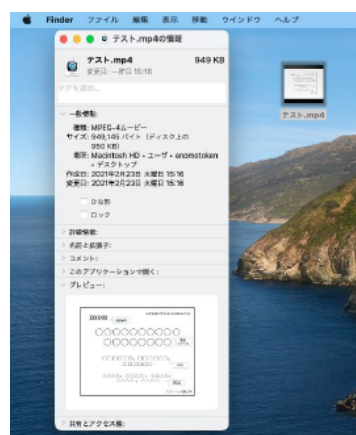 Finder ファイル 編集 表示 移動 ウインドウ ヘルプ
テスト.mp4の情報
テスト.mp4 949 KB
変更日: 一昨日 15:16
タグを追加...
一般情報:
種類: MPEG-4ムービー
サイズ: 949,145 バイト (ディスク上の
950 KB)
場所: Macintosh HD・ユーザ・enomstoken
・デスクトップ
作成日: 2021年2月23日 火曜日 15:16
変更日: 2021年2月23日 火曜日 15:16
ひな形
ロック
詳細情報:
名前と拡張子:
コメント:
このアプリケーションで開く:
プレビュー:
共有とアクセス権:
テスト.mp4